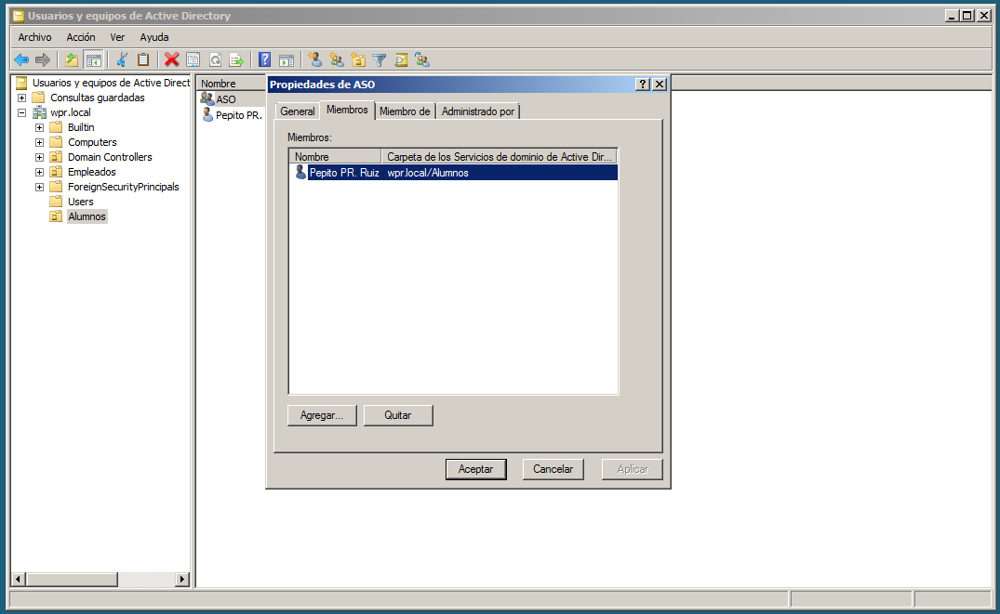 Usuarios y equipos de Active Directory
Archivo Acción Ver Ayuda
Usuarios y equipos de Active Direct
Consultas guardadas
wpr.local
Builtin
Computers
Domain Controllers
Empleados
ForeignSecurityPrincipals
Users
Alumnos
Nombre
ASO
Pepito PR.
Propiedades de ASO
General Miembros Miembro de Administrado por
Miembros:
Nombre Carpeta de los Servicios de dominio de Active Dir...
Pepito PR. Ruiz wpr.local/Alumnos
Agregar... Quitar
Aceptar Cancelar Aplicar